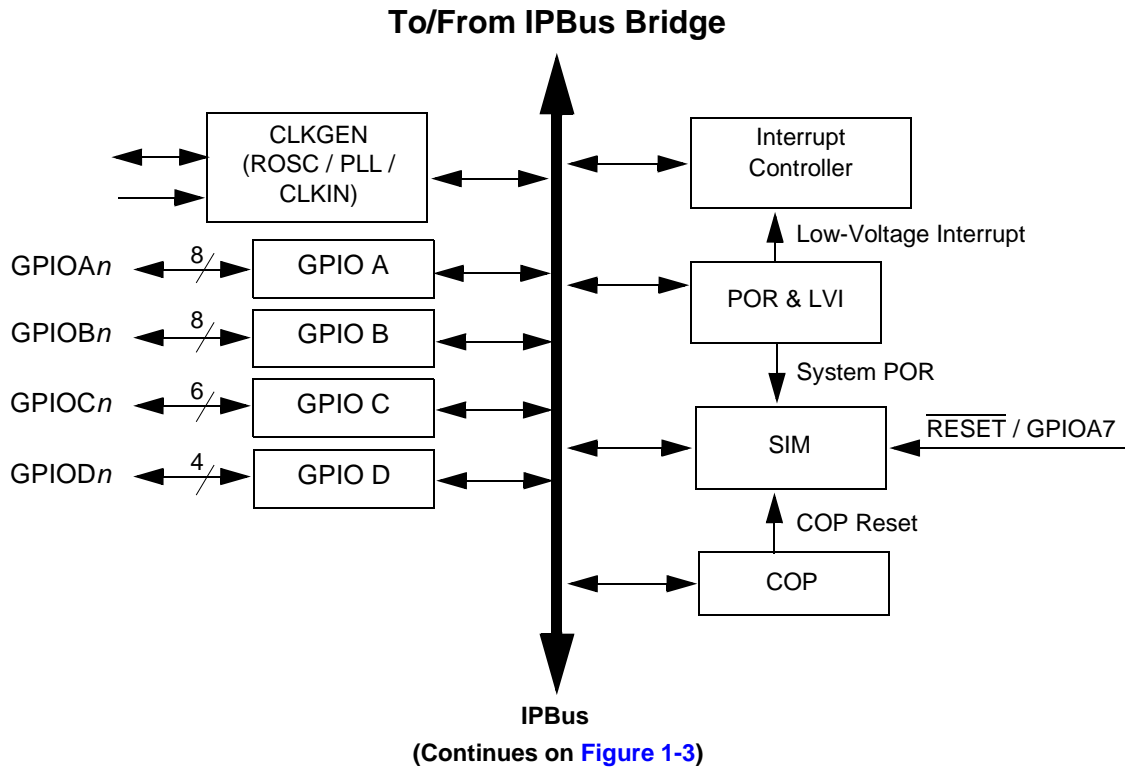 To/From IPBus Bridge
CLKGEN
(ROSC / PLL /
CLKIN)
Interrupt
Controller
Low-Voltage Interrupt
GPIOAn
8
GPIO A
POR & LVI
GPIOBn
8
GPIO B
System POR
GPIOCn
6
GPIO C
SIM
RESET / GPIOA7
GPIODn
4
GPIO D
COP Reset
COP
IPBus
(Continues on Figure 1-3)